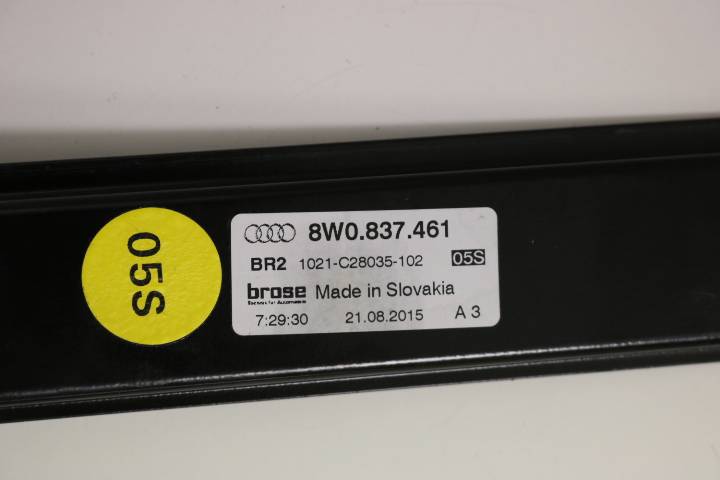 05S
8W0.837.461
BR2 1021-C28035-102 05S
brose Made in Slovakia
7:29:30 21.08.2015 A 3